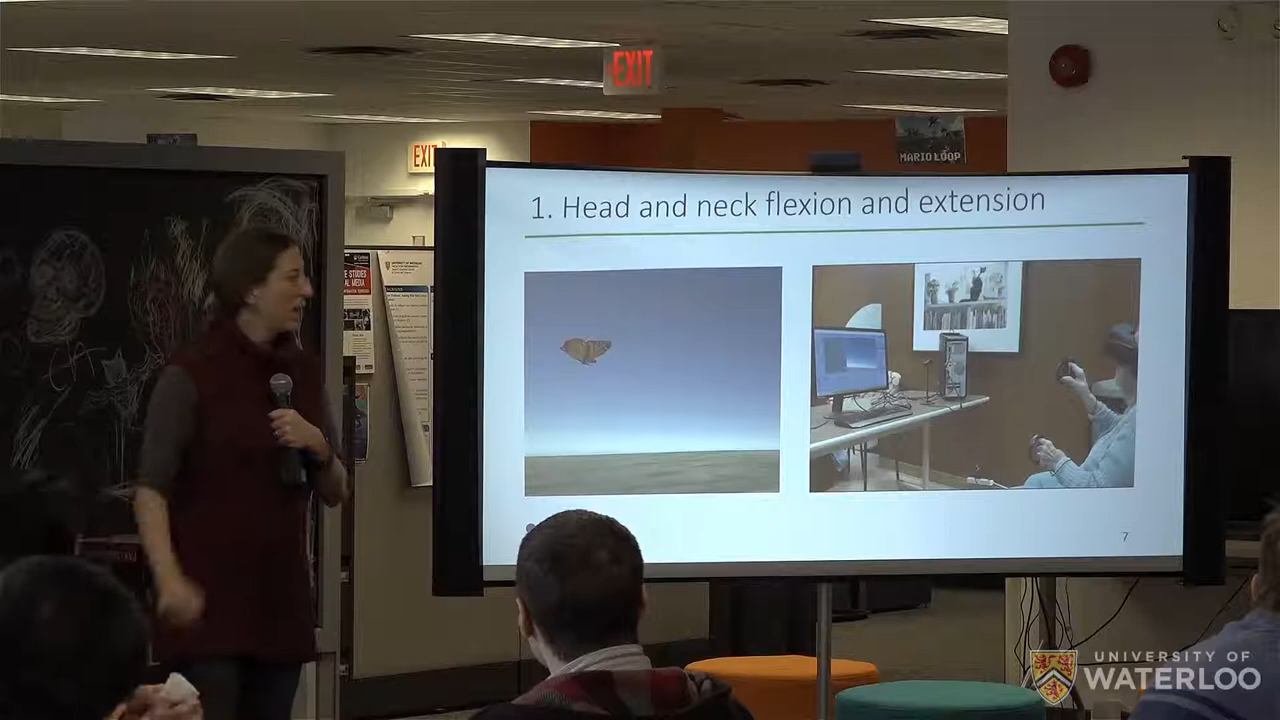 EXIT
EXIT
MARIO LOOP
1. Head and neck flexion and extension
7
UNIVERSITY OF
WATERLOO